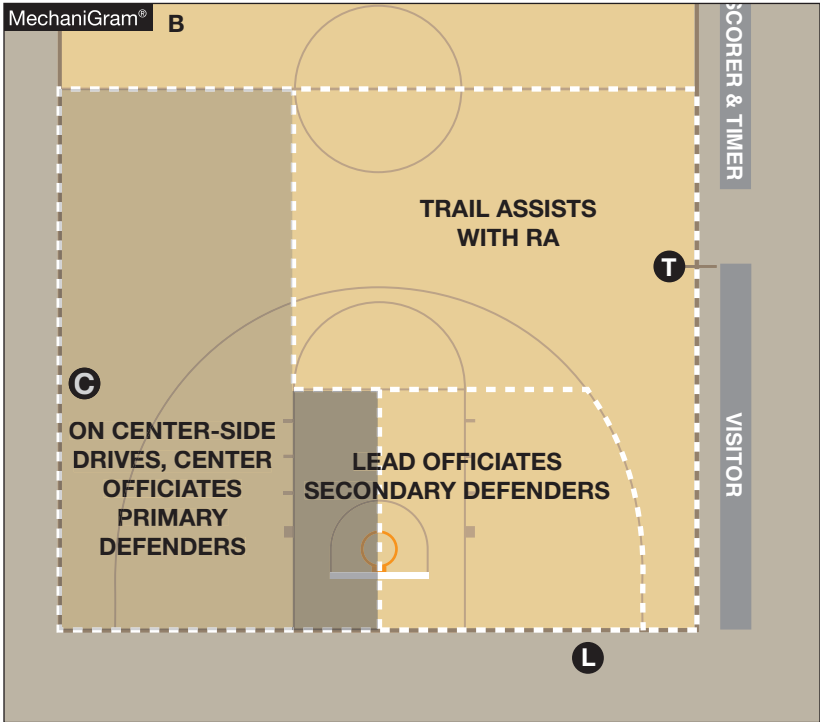 MechaniGram®
B
SCORER & TIMER
TRAIL ASSISTS
WITH RA
T
C
VISITOR
ON CENTER-SIDE
DRIVES, CENTER
OFFICIATES
PRIMARY
DEFENDERS
LEAD OFFICIATES
SECONDARY DEFENDERS
L